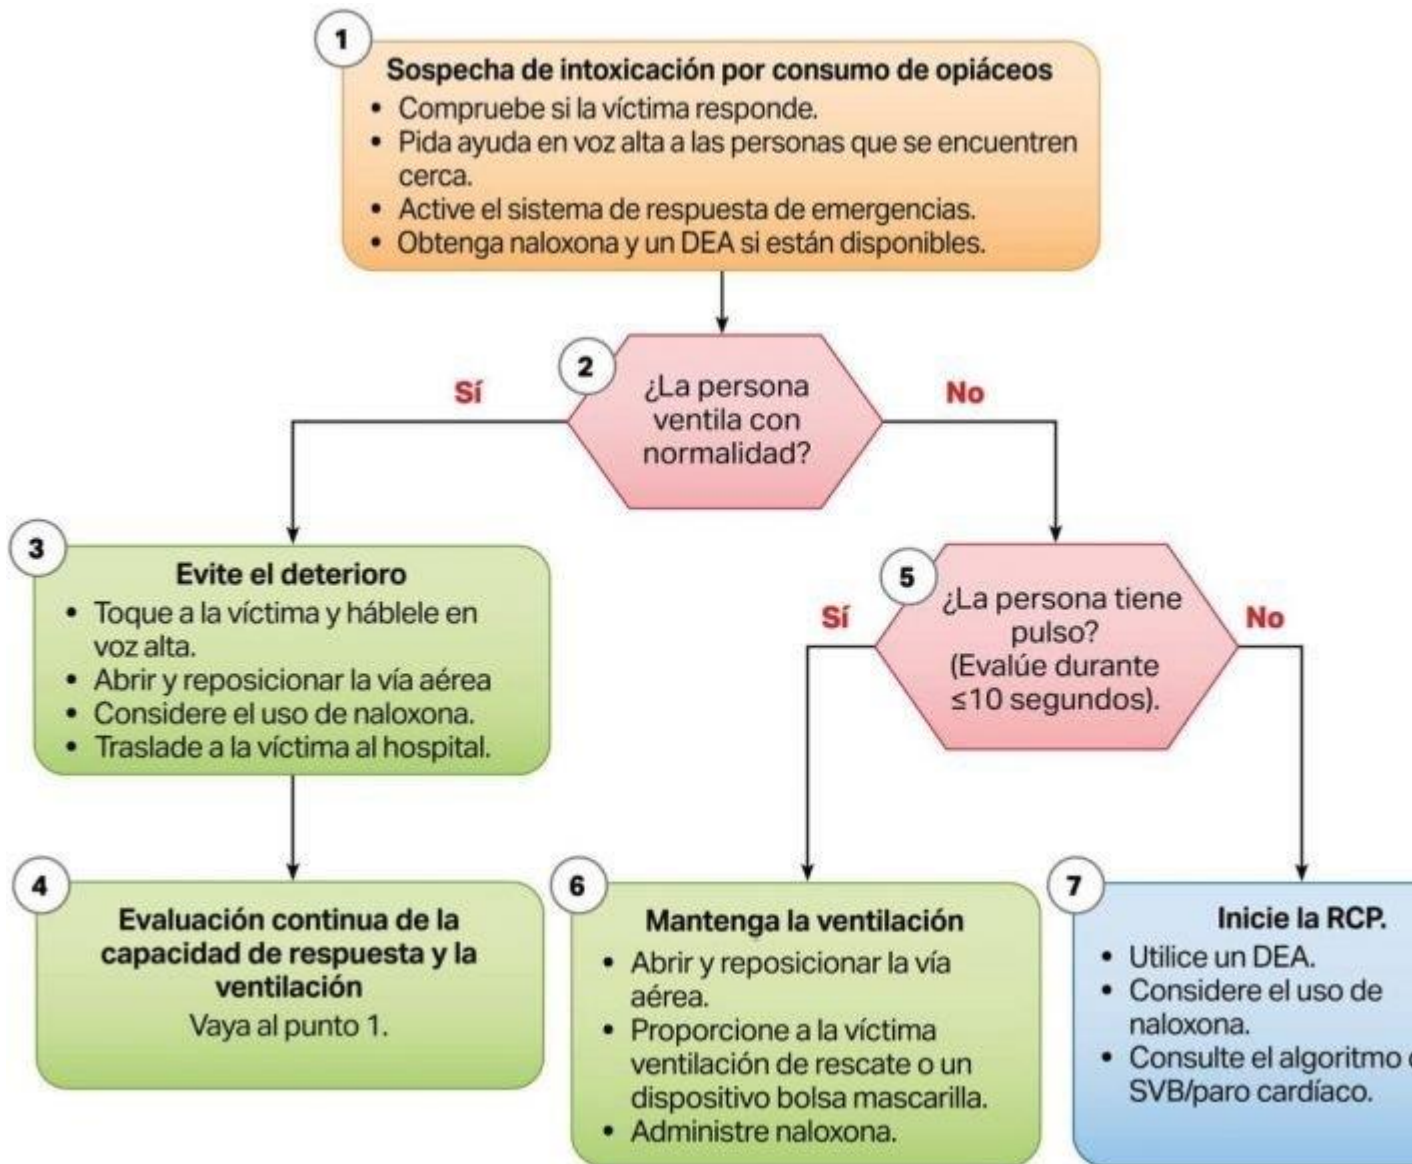 1
Sospecha de intoxicación por consumo de opiáceos
• Compruebe si la víctima responde.
• Pida ayuda en voz alta a las personas que se encuentren
cerca.
• Active el sistema de respuesta de emergencias.
• Obtenga naloxona y un DEA si están disponibles.
2
¿La persona
ventila con
normalidad?
Sí
No
3
Evite el deterioro
• Toque a la víctima y háblele en
voz alta.
• Abrir y reposicionar la vía aérea
• Considere el uso de naloxona.
• Traslade a la víctima al hospital.
5
¿La persona tiene
pulso?
(Evalúe durante
≤10 segundos).
Sí
No
4
Evaluación continua de la
capacidad de respuesta y la
ventilación
Vaya al punto 1.
6
Mantenga la ventilación
• Abrir y reposicionar la vía
aérea.
• Proporcione a la víctima
ventilación de rescate o un
dispositivo bolsa mascarilla.
• Administre naloxona.
7
Inicie la RCP.
• Utilice un DEA.
• Considere el uso de
naloxona.
• Consulte el algoritmo
SVB/paro cardíaco.